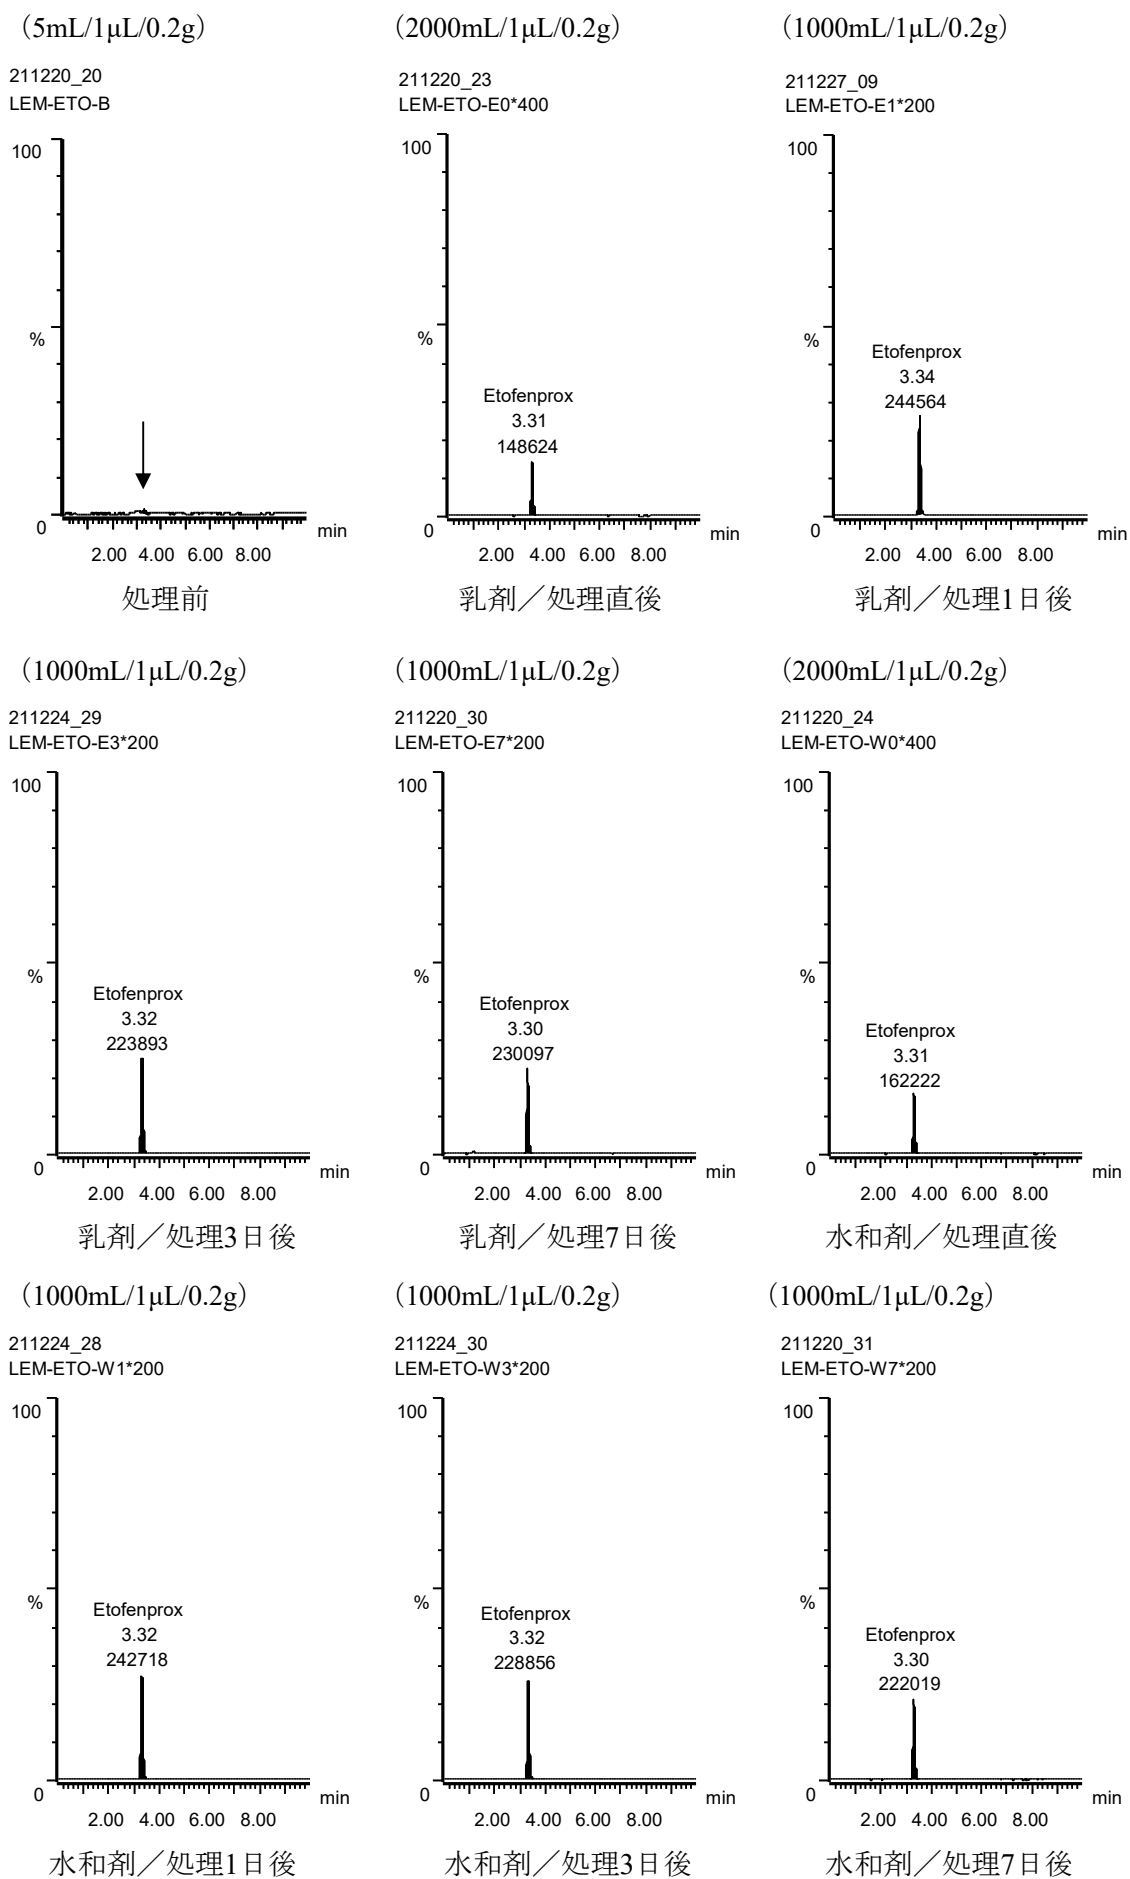 （5mL/1μL/0.2g）
211220_20
LEM-ETO-B
100
%
0
min
2.00 4.00 6.00 8.00
処理前
（2000mL/1μL/0.2g）
211220_23
LEM-ETO-E0*400
100
%
Etofenprox
3.31
148624
0
min
2.00 4.00 6.00 8.00
乳剤／処理直後
（1000mL/1μL/0.2g）
211227_09
LEM-ETO-E1*200
100
%
Etofenprox
3.34
244564
0
min
2.00 4.00 6.00 8.00
乳剤／処理1日後
（1000mL/1μL/0.2g）
211224_29
LEM-ETO-E3*200
100
%
Etofenprox
3.32
223893
0
min
2.00 4.00 6.00 8.00
乳剤／処理3日後
（1000mL/1μL/0.2g）
211220_30
LEM-ETO-E7*200
100
%
Etofenprox
3.30
230097
0
min
2.00 4.00 6.00 8.00
乳剤／処理7日後
（2000mL/1μL/0.2g）
211220_24
LEM-ETO-W0*400
100
%
Etofenprox
3.31
162222
0
min
2.00 4.00 6.00 8.00
水和剤／処理直後
（1000mL/1μL/0.2g）
211224_28
LEM-ETO-W1*200
100
%
Etofenprox
3.32
242718
0
min
2.00 4.00 6.00 8.00
水和剤／処理1日後
（1000mL/1μL/0.2g）
211224_30
LEM-ETO-W3*200
100
%
Etofenprox
3.32
228856
0
min
2.00 4.00 6.00 8.00
水和剤／処理3日後
（1000mL/1μL/0.2g）
211220_31
LEM-ETO-W7*200
100
%
Etofenprox
3.30
222019
0
min
2.00 4.00 6.00 8.00
水和剤／処理7日後